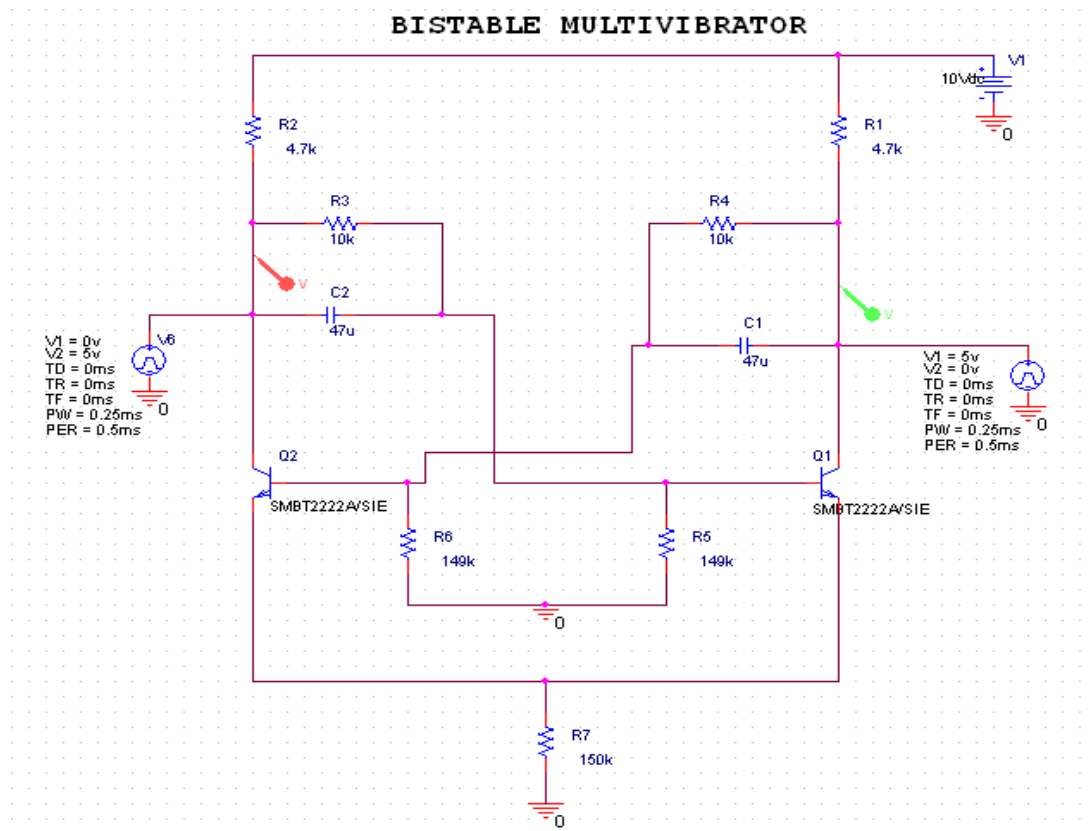 BISTABLE MULTIVIBRATOR
V1
10Vdc
+
-
0
R2
4.7k
R1
4.7k
R3
10k
R4
10k
V
V
C2
47u
C1
47u
V6
V1 = 0v
V2 = 5v
TD = 0ms
TR = 0ms
TF = 0ms
PW = 0.25ms
PER = 0.5ms
0
V1 = 5v
V2 = 0v
TD = 0ms
TR = 0ms
TF = 0ms
PW = 0.25ms
PER = 0.5ms
0
Q2
SMBT2222A/SIE
Q1
SMBT2222A/SIE
R6
149k
R5
149k
0
R7
150k
0